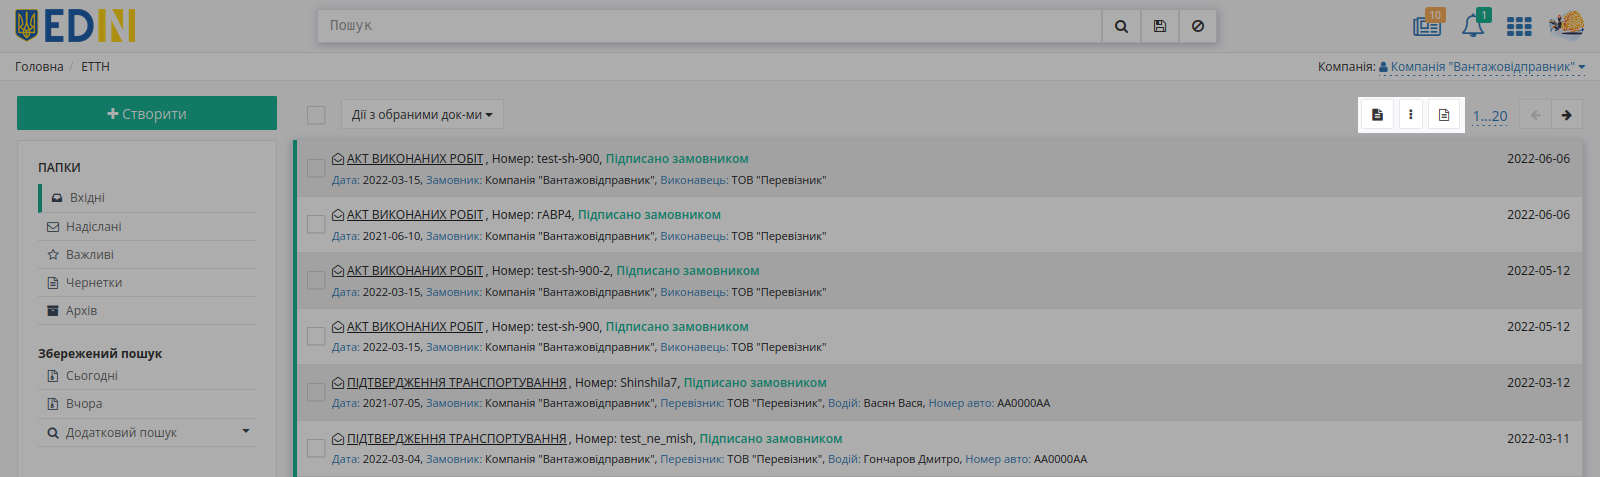 EDIN
Пошук
10
1
Головна / ЕТТН
Компанія: Компанія "Вантажовідправник"
Створити
Дії з обраними док-ми
1...20
ПАПКИ
Вхідні
Надіслані
Важливі
Чернетки
Архів
Збережений пошук
Сьогодні
Вчора
Додатковий пошук
АКТ ВИКОНАНИХ РОБІТ, Номер: test-sh-900, Підписано замовником 2022-06-06
Дата: 2022-03-15, Замовник: Компанія "Вантажовідправник", Виконавець: ТОВ "Перевізник"
АКТ ВИКОНАНИХ РОБІТ, Номер: гАВР4, Підписано замовником 2022-06-06
Дата: 2021-06-10, Замовник: Компанія "Вантажовідправник", Виконавець: ТОВ "Перевізник"
АКТ ВИКОНАНИХ РОБІТ, Номер: test-sh-900-2, Підписано замовником 2022-05-12
Дата: 2022-03-15, Замовник: Компанія "Вантажовідправник", Виконавець: ТОВ "Перевізник"
АКТ ВИКОНАНИХ РОБІТ, Номер: test-sh-900, Підписано замовником 2022-05-12
Дата: 2022-03-15, Замовник: Компанія "Вантажовідправник", Виконавець: ТОВ "Перевізник"
ПІДТВЕРДЖЕННЯ ТРАНСПОРТУВАННЯ, Номер: Shinshila7, Підписано замовником 2022-03-12
Дата: 2021-07-05, Замовник: Компанія "Вантажовідправник", Перевізник: ТОВ "Перевізник", Водій: Васян Вася, Номер авто: АА0000АА
ПІДТВЕРДЖЕННЯ ТРАНСПОРТУВАННЯ, Номер: test_ne_mish, Підписано замовником 2022-03-11
Дата: 2022-03-04, Замовник: Компанія "Вантажовідправник", Перевізник: ТОВ "Перевізник", Водій: Гончаров Дмитро, Номер авто: АА0000АА